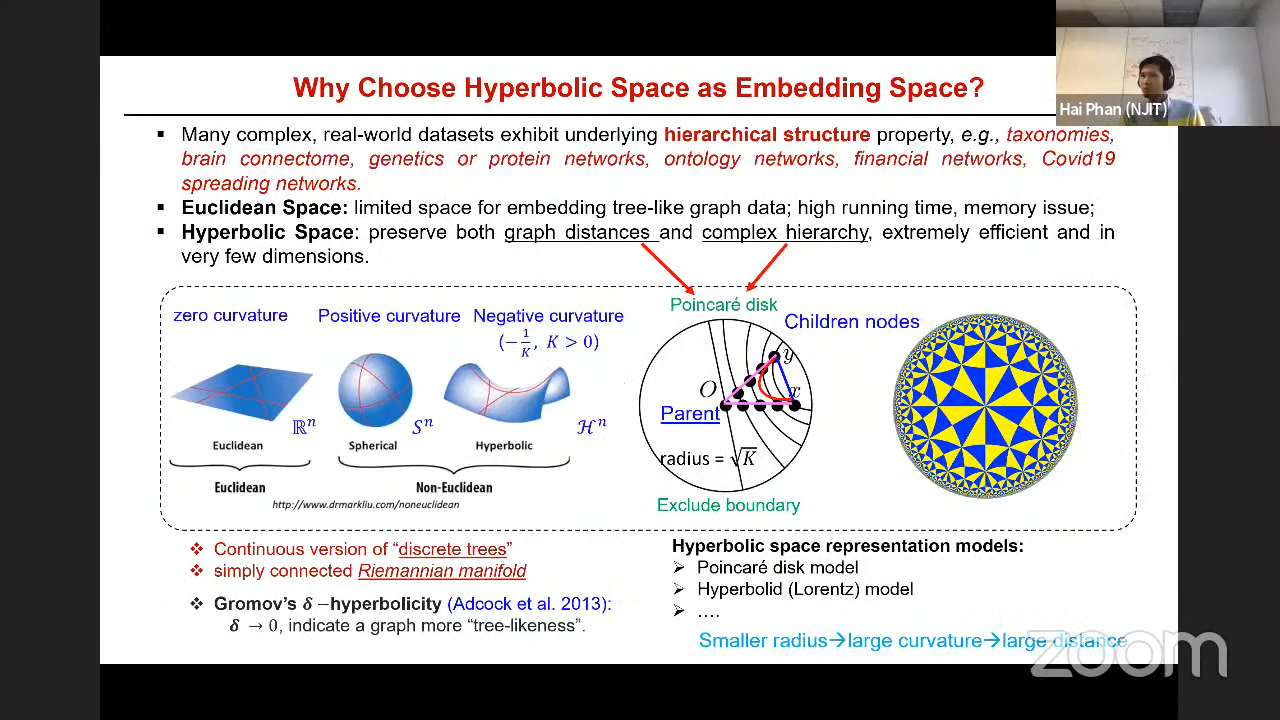 Why Choose Hyperbolic Space as Embedding Space?
Hai Phan (NJIT)
▪ Many complex, real-world datasets exhibit underlying hierarchical structure property, e.g., taxonomies,
brain connectome, genetics or protein networks, ontology networks, financial networks, Covid19
spreading networks.
▪ Euclidean Space: limited space for embedding tree-like graph data; high running time, memory issue;
▪ Hyperbolic Space: preserve both graph distances and complex hierarchy, extremely efficient and in
very few dimensions.
zero curvature
Positive curvature
Negative curvature
(−1/K, K > 0)
Euclidean
ℝⁿ
Spherical
Sⁿ
Hyperbolic
ℋⁿ
Euclidean
Non-Euclidean
http://www.drmarkliu.com/noneuclidean
Poincaré disk
Children nodes
y
O
x
Parent
radius = √K
Exclude boundary
❖ Continuous version of “discrete trees”
❖ simply connected Riemannian manifold
❖ Gromov’s δ −hyperbolicity (Adcock et al. 2013):
δ → 0, indicate a graph more “tree-likeness”.
Hyperbolic space representation models:
➢ Poincaré disk model
➢ Hyperbolid (Lorentz) model
➢ ….
Smaller radius→large curvature→large distance
zoom